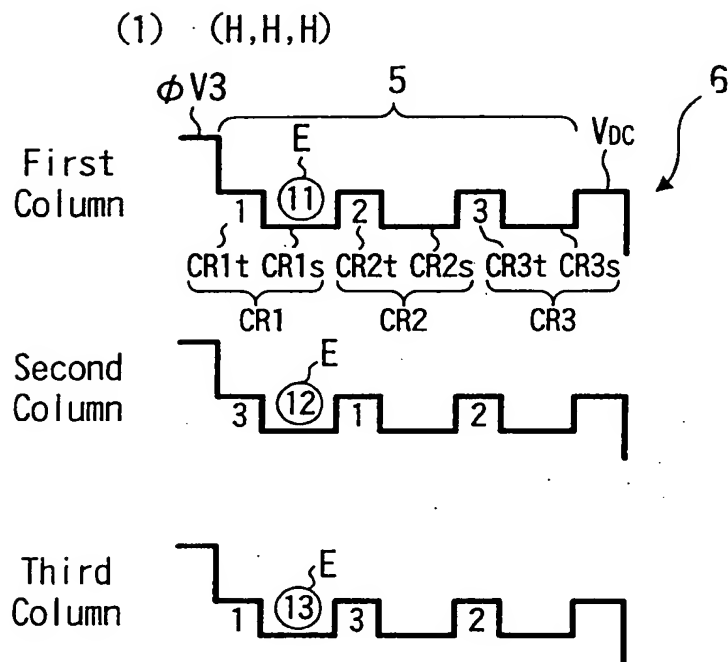 (1) (H,H,H)
φV3 5 6
First Column E VDC
11
1 2 3
CR1t CR1s CR2t CR2s CR3t CR3s
CR1 CR2 CR3
Second Column E
12
3 1 2
Third Column E
13
1 3 2